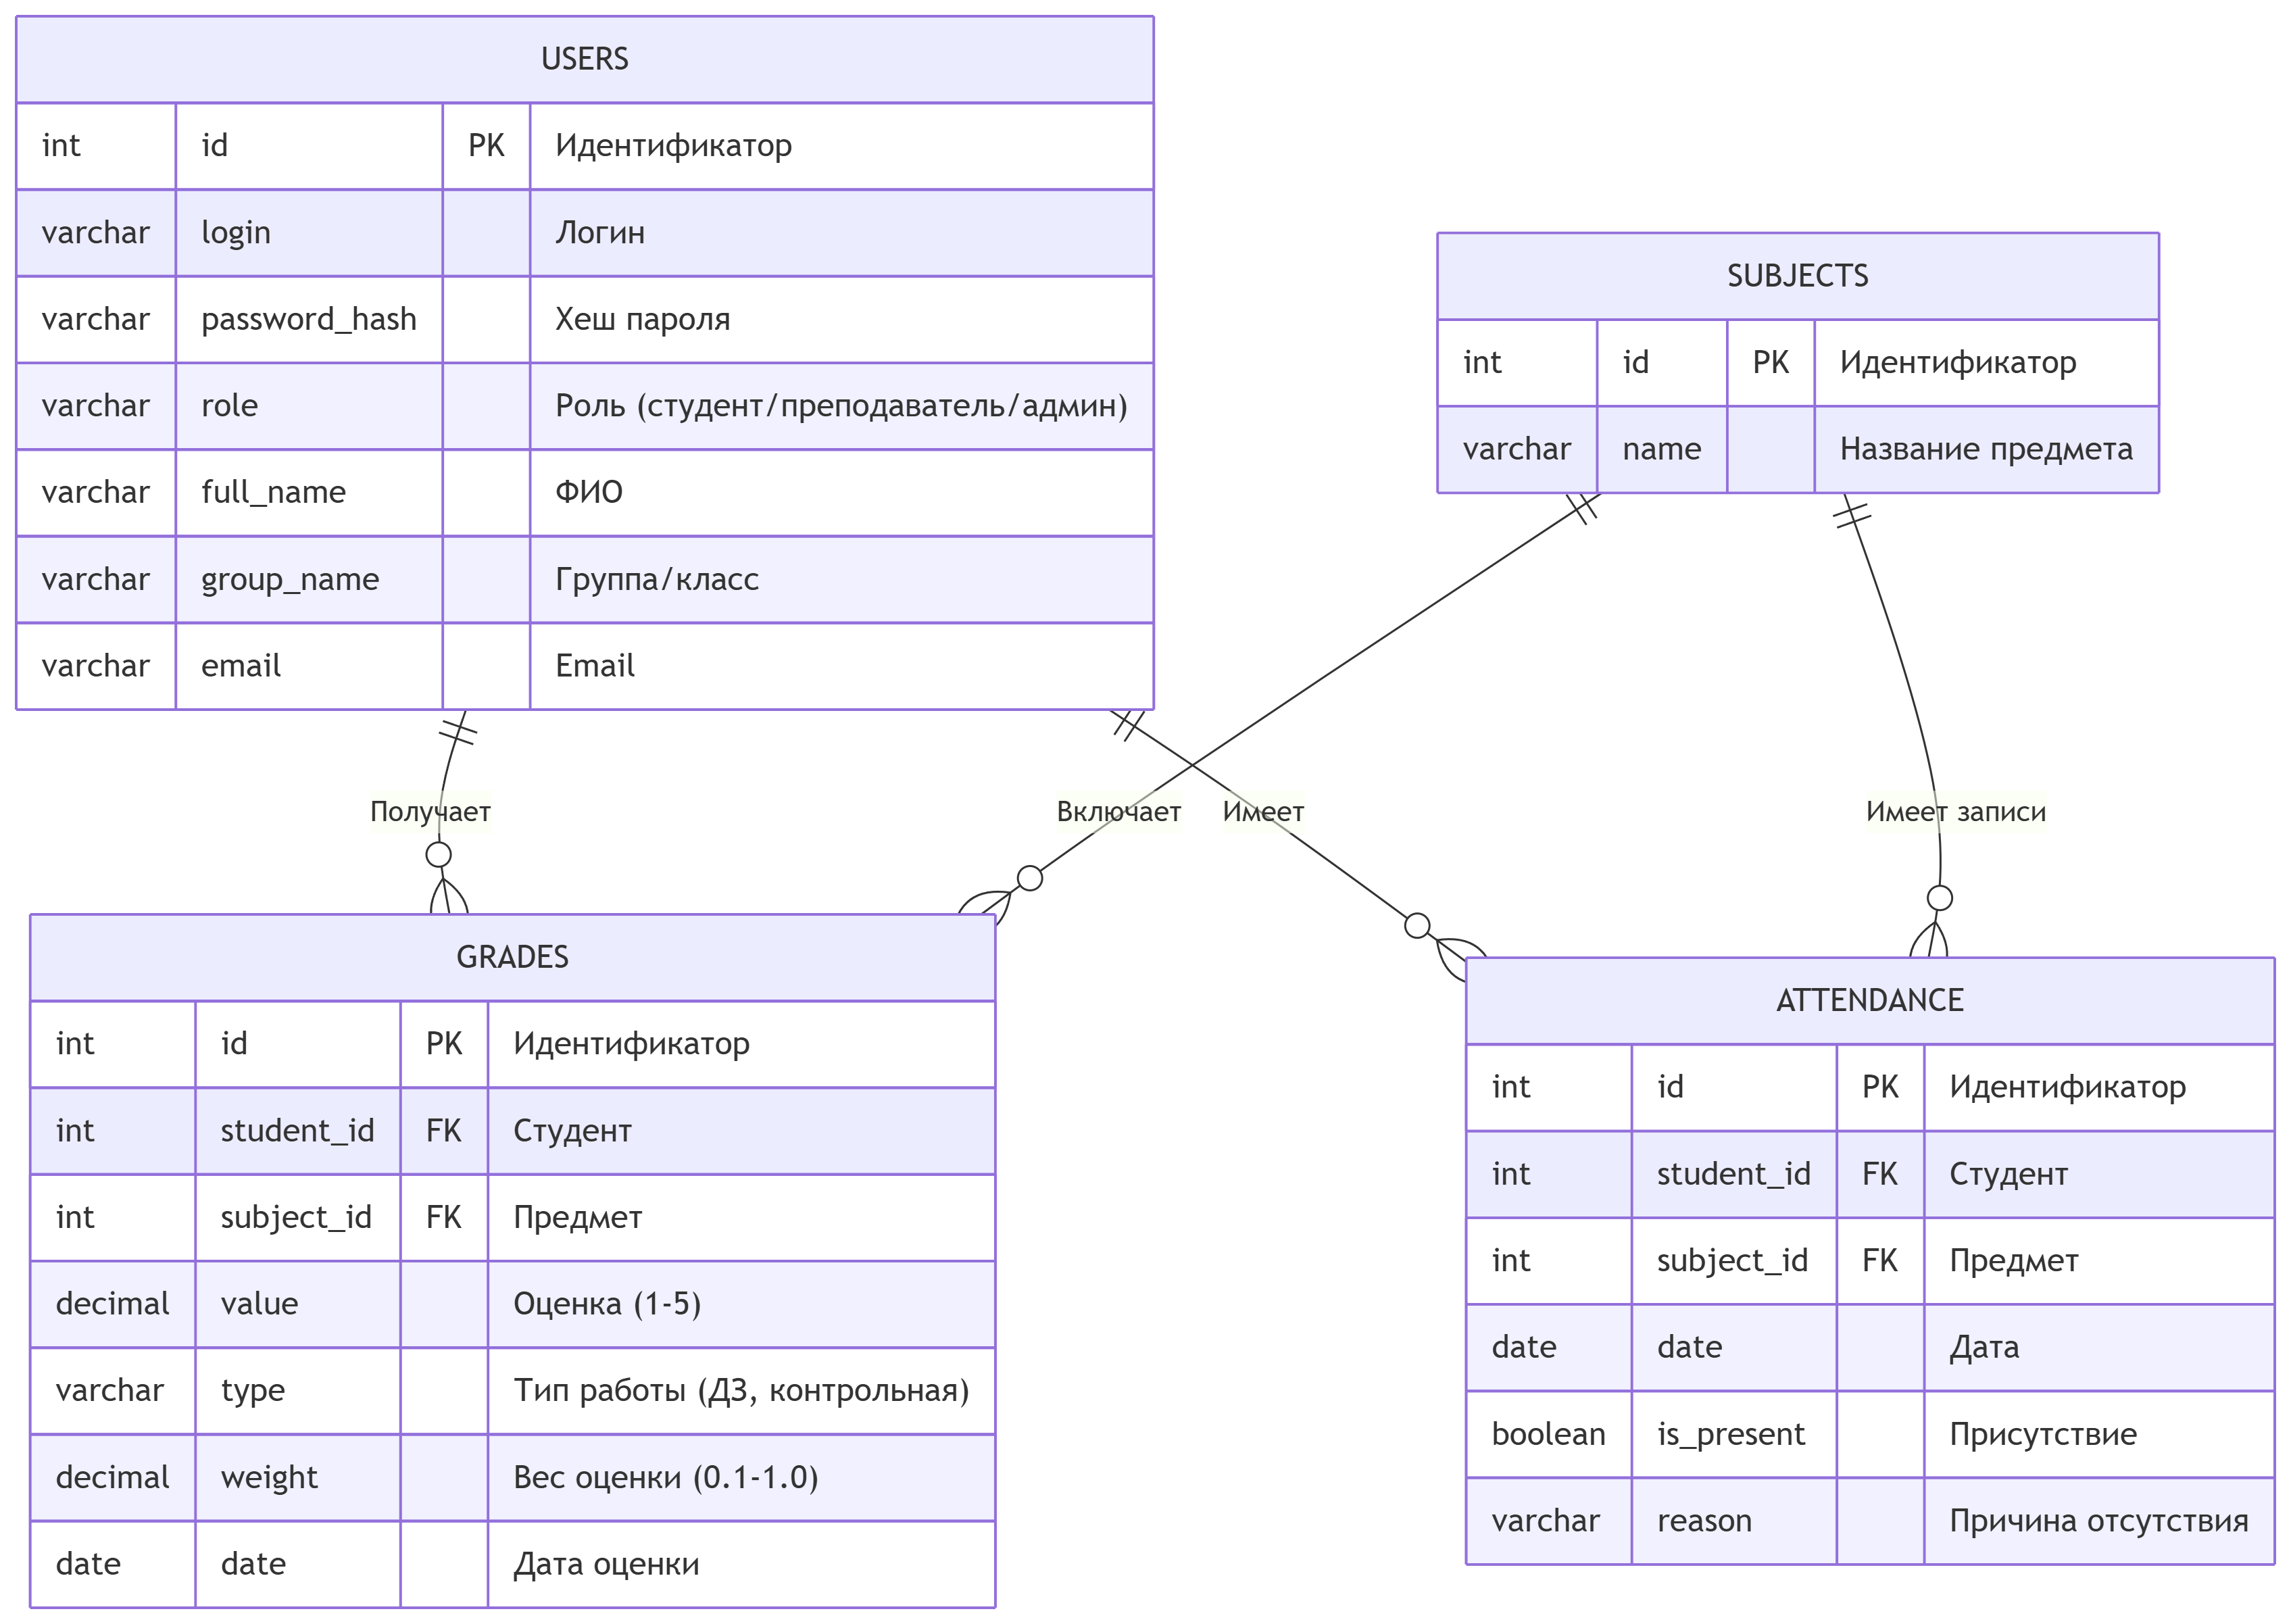 USERS
int id PK Идентификатор
varchar login Логин
varchar password_hash Хеш пароля
varchar role Роль (студент/преподаватель/админ)
varchar full_name ФИО
varchar group_name Группа/класс
varchar email Email
SUBJECTS
int id PK Идентификатор
varchar name Название предмета
Получает
Включает
Имеет
Имеет записи
GRADES
int id PK Идентификатор
int student_id FK Студент
int subject_id FK Предмет
decimal value Оценка (1-5)
varchar type Тип работы (ДЗ, контрольная)
decimal weight Вес оценки (0.1-1.0)
date date Дата оценки
ATTENDANCE
int id PK Идентификатор
int student_id FK Студент
int subject_id FK Предмет
date date Дата
boolean is_present Присутствие
varchar reason Причина отсутствия